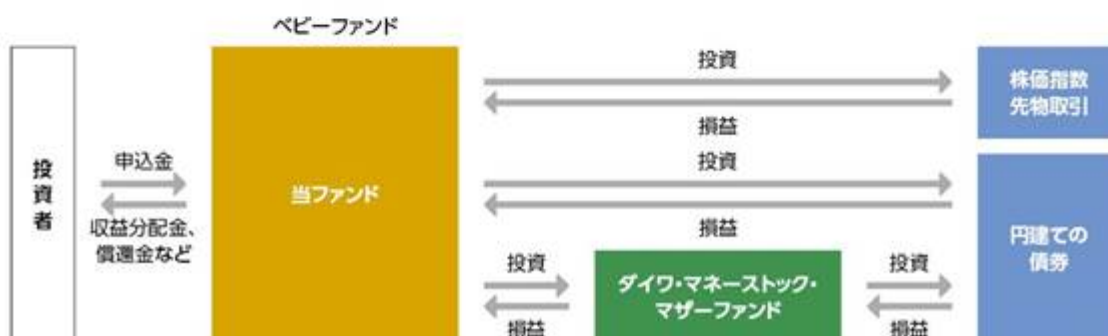 ベビーファンド
投資者
申込金
収益分配金、
償還金など
当ファンド
投資
損益
株価指数
先物取引
投資
損益
投資
損益
ダイワ・マネーストック・
マザーファンド
投資
損益
円建ての
債券